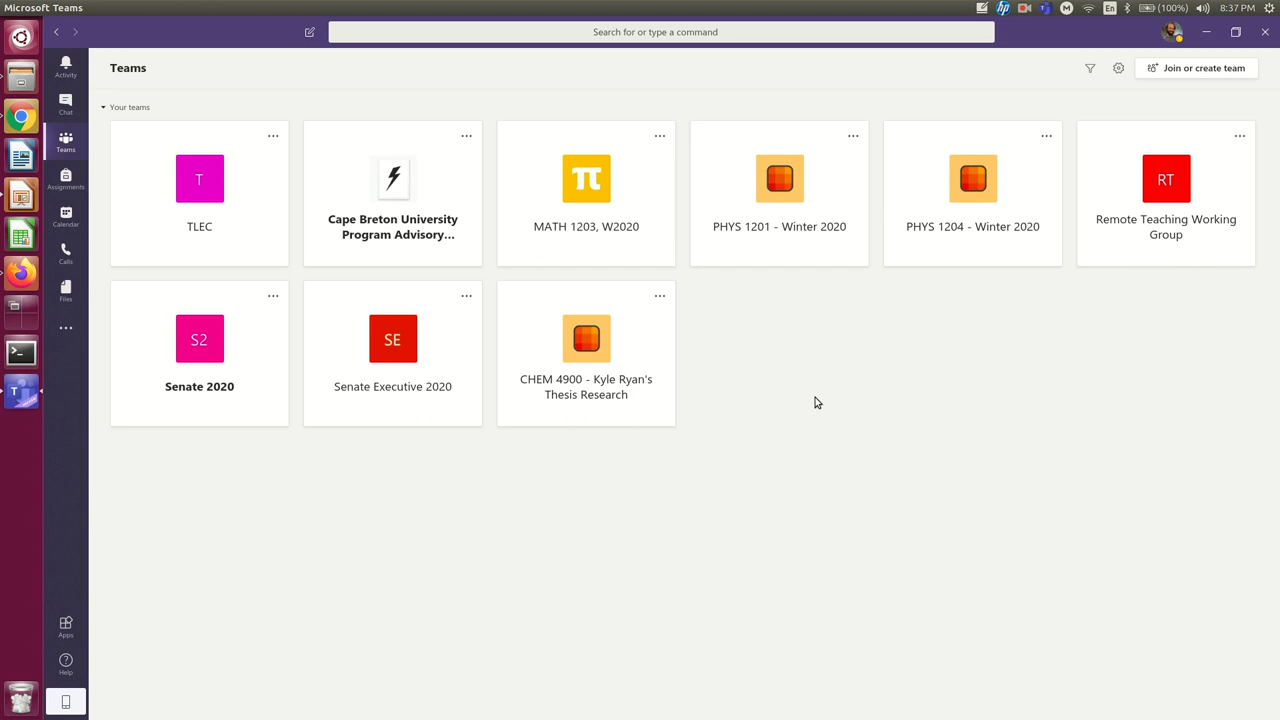 Microsoft Teams
En
(100%)
8:37 PM
Search for or type a command
Activity
Chat
Teams
Assignments
Calendar
Calls
Files
Apps
Help
Teams
Join or create team
Your teams
T
TLEC
Cape Breton University
Program Advisory...
π
MATH 1203, W2020
PHYS 1201 - Winter 2020
PHYS 1204 - Winter 2020
RT
Remote Teaching Working
Group
S2
Senate 2020
SE
Senate Executive 2020
CHEM 4900 - Kyle Ryan's
Thesis Research